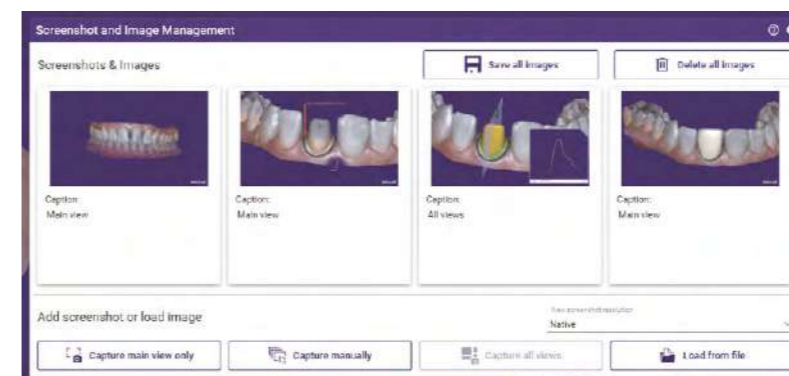 Screenshot and Image Management
Screenshots & Images
Save all images
Delete all images
Caption:
Main view
Caption:
Main view
Caption:
All views
Caption:
Main view
Add screenshot or load image
Native
Capture main view only
Capture manually
Capture all views
Load from file